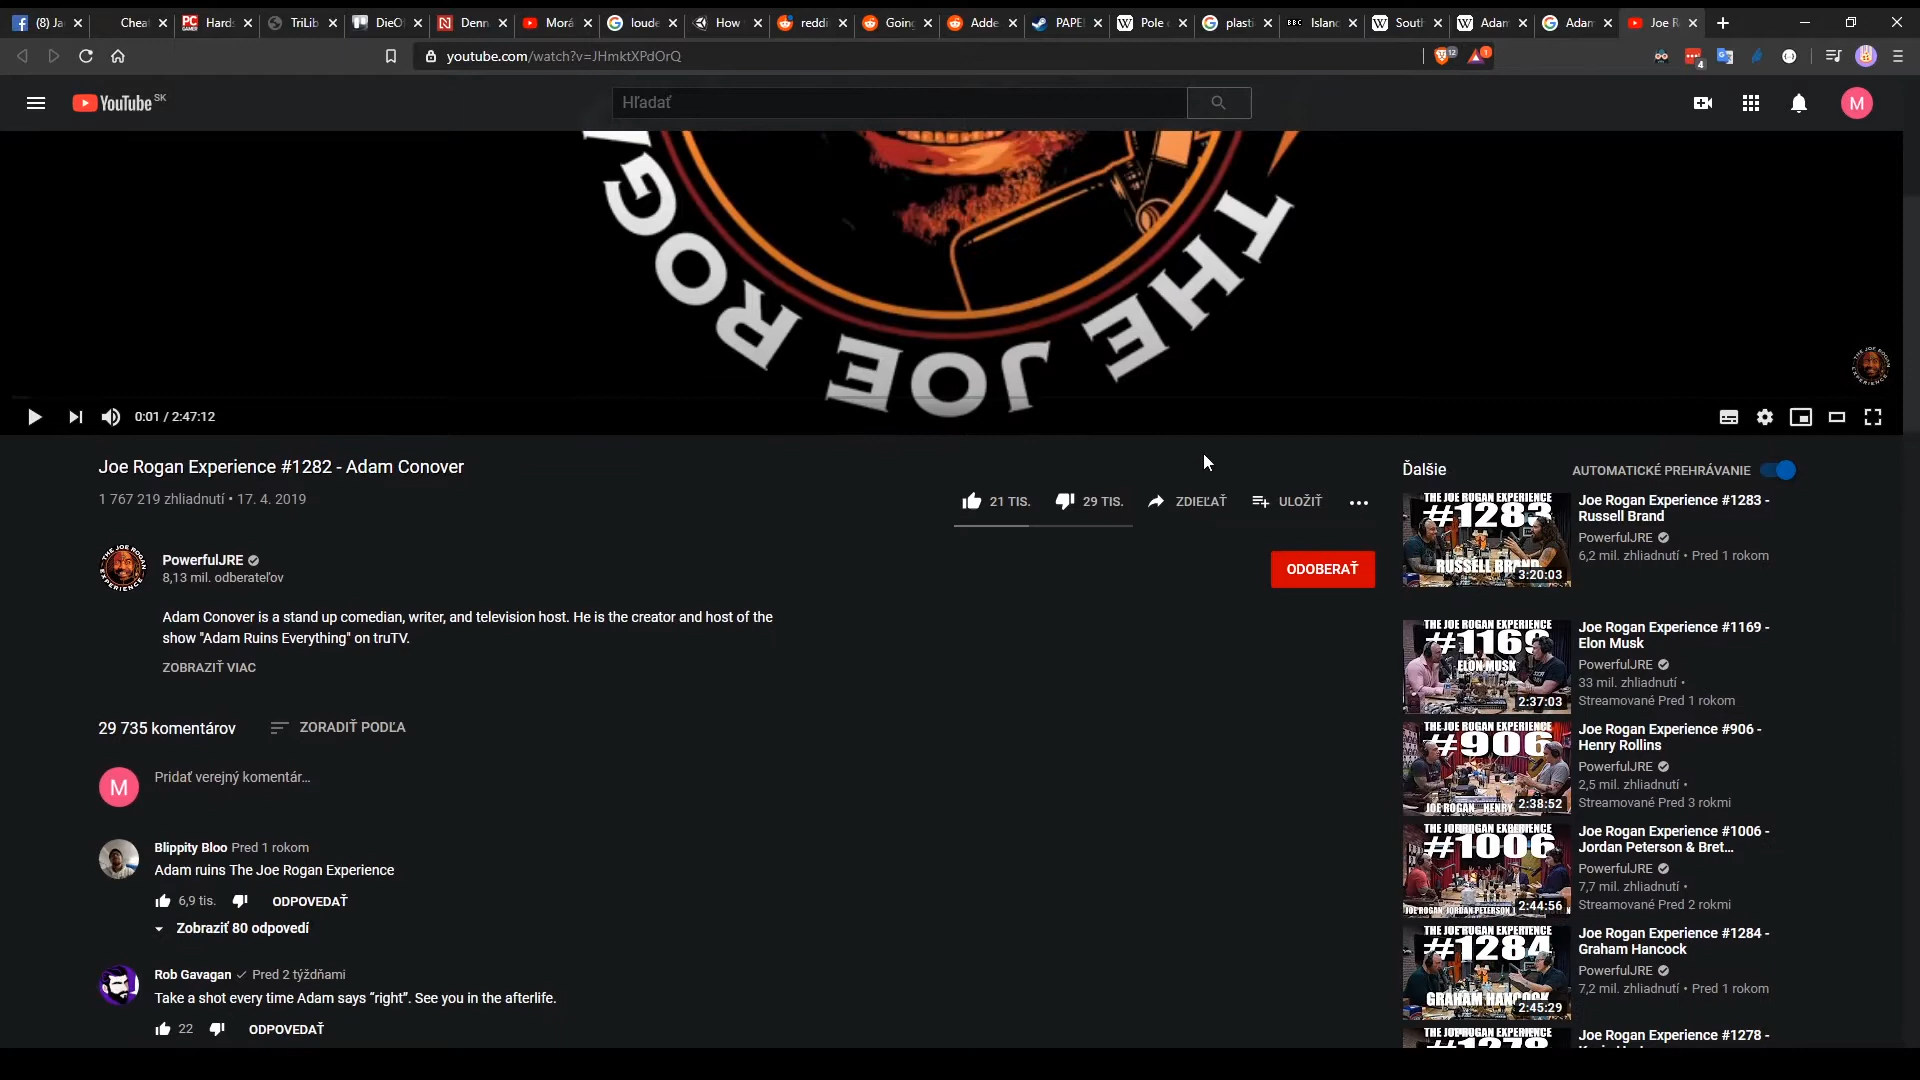 (8) Ja
Cheat
Hards
TriLib
DieO
Denn
Morá
loude
How
reddi
Going
Adde
PAPE
Pole
plasti
Islanc
South
Adam
Adam
Joe R
youtube.com/watch?v=JHmktXPdOrQ
12
1
4
YouTube SK
Hľadať
M
THE JOE ROG
0:01 / 2:47:12
Joe Rogan Experience #1282 - Adam Conover
1 767 219 zhliadnutí • 17. 4. 2019
21 TIS.
29 TIS.
ZDIEĽAŤ
ULOŽIŤ
PowerfulJRE
8,13 mil. odberateľov
ODOBERAŤ
Adam Conover is a stand up comedian, writer, and television host. He is the creator and host of the
show "Adam Ruins Everything" on truTV.
ZOBRAZIŤ VIAC
29 735 komentárov
ZORADIŤ PODĽA
M
Pridať verejný komentár...
Blippity Bloo Pred 1 rokom
Adam ruins The Joe Rogan Experience
6,9 tis.
ODPOVEDAŤ
Zobraziť 80 odpovedí
Rob Gavagan Pred 2 týždňami
Take a shot every time Adam says “right”. See you in the afterlife.
22
ODPOVEDAŤ
Ďalšie
AUTOMATICKÉ PREHRÁVANIE
THE JOE ROGAN EXPERIENCE
#1283
RUSSELL BRAND
3:20:03
Joe Rogan Experience #1283 -
Russell Brand
PowerfulJRE
6,2 mil. zhliadnutí • Pred 1 rokom
THE JOE ROGAN EXPERIENCE
#1169
ELON MUSK
2:37:03
Joe Rogan Experience #1169 -
Elon Musk
PowerfulJRE
33 mil. zhliadnutí •
Streamované Pred 1 rokom
THE JOE ROGAN EXPERIENCE
#906
JOE ROGAN HENRY
2:38:52
Joe Rogan Experience #906 -
Henry Rollins
PowerfulJRE
2,5 mil. zhliadnutí •
Streamované Pred 3 rokmi
THE JOE ROGAN EXPERIENCE
#1006
JOE ROGAN JORDAN PETERSON
2:44:56
Joe Rogan Experience #1006 -
Jordan Peterson & Bret...
PowerfulJRE
7,7 mil. zhliadnutí •
Streamované Pred 2 rokmi
THE JOE ROGAN EXPERIENCE
#1284
GRAHAM HANCOCK
2:45:29
Joe Rogan Experience #1284 -
Graham Hancock
PowerfulJRE
7,2 mil. zhliadnutí • Pred 1 rokom
THE JOE ROGAN EXPERIENCE
#1278
Joe Rogan Experience #1278 -